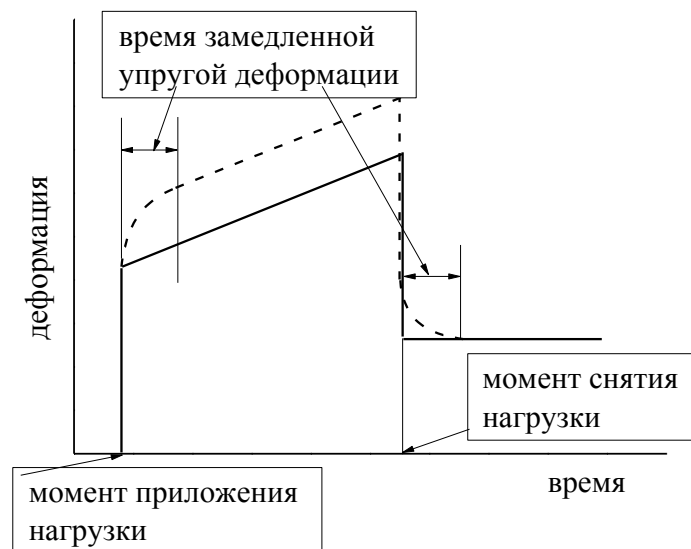 время замедленной
упругой деформации
деформация
момент снятия
нагрузки
время
момент приложения
нагрузки